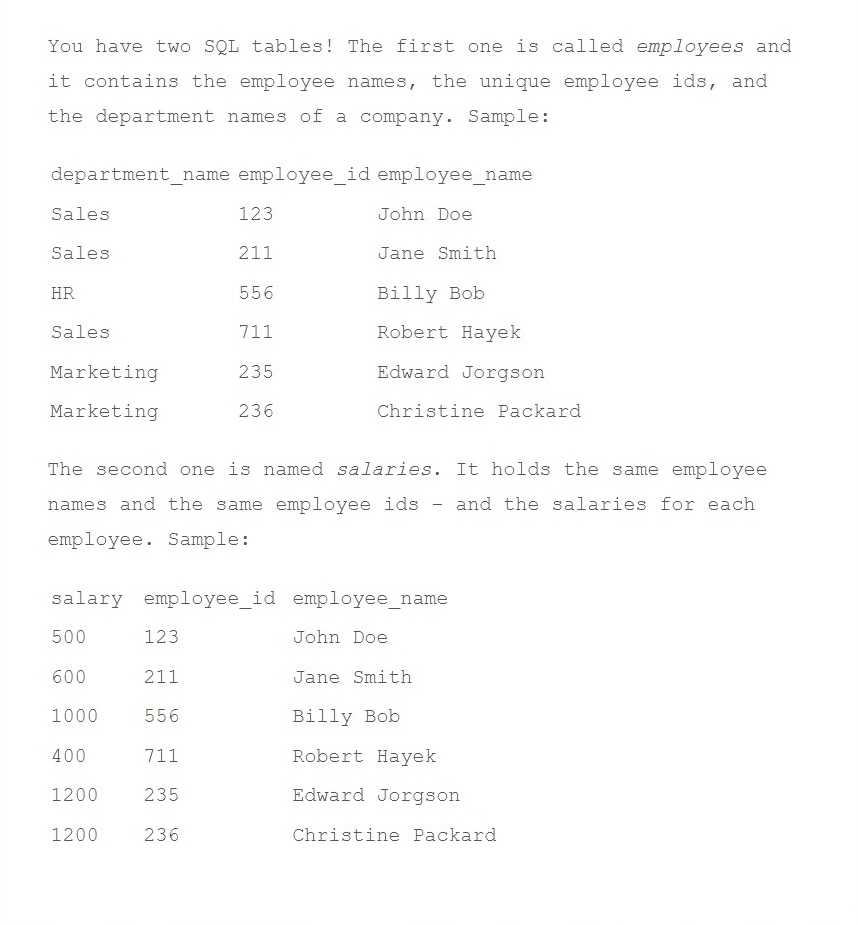 You have two SQL tables! The first one is called employees and
it contains the employee names, the unique employee ids, and
the department names of a company. Sample:
department_name employee_id employee_name
Sales 123 John Doe
Sales 211 Jane Smith
HR 556 Billy Bob
Sales 711 Robert Hayek
Marketing 235 Edward Jorgson
Marketing 236 Christine Packard
The second one is named salaries. It holds the same employee
names and the same employee ids – and the salaries for each
employee. Sample:
salary employee_id employee_name
500 123 John Doe
600 211 Jane Smith
1000 556 Billy Bob
400 711 Robert Hayek
1200 235 Edward Jorgson
1200 236 Christine Packard